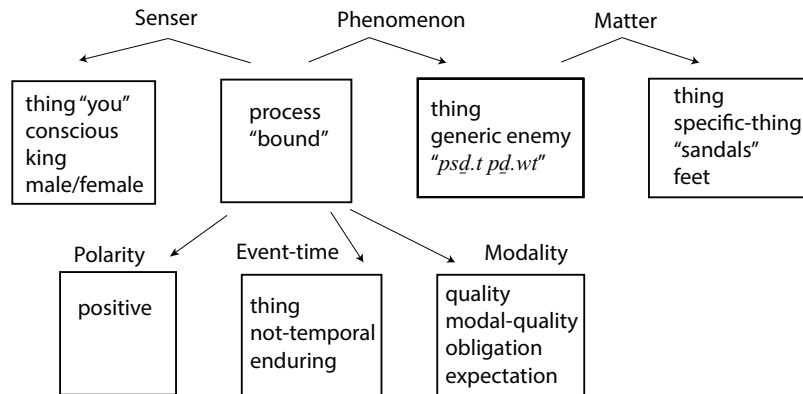 Senser
Phenomenon
Matter
thing “you”
conscious
king
male/female
process
“bound”
thing
generic enemy
“psḏ.t pḏ.wt”
thing
specific-thing
“sandals”
feet
Polarity
Event-time
Modality
positive
thing
not-temporal
enduring
quality
modal-quality
obligation
expectation